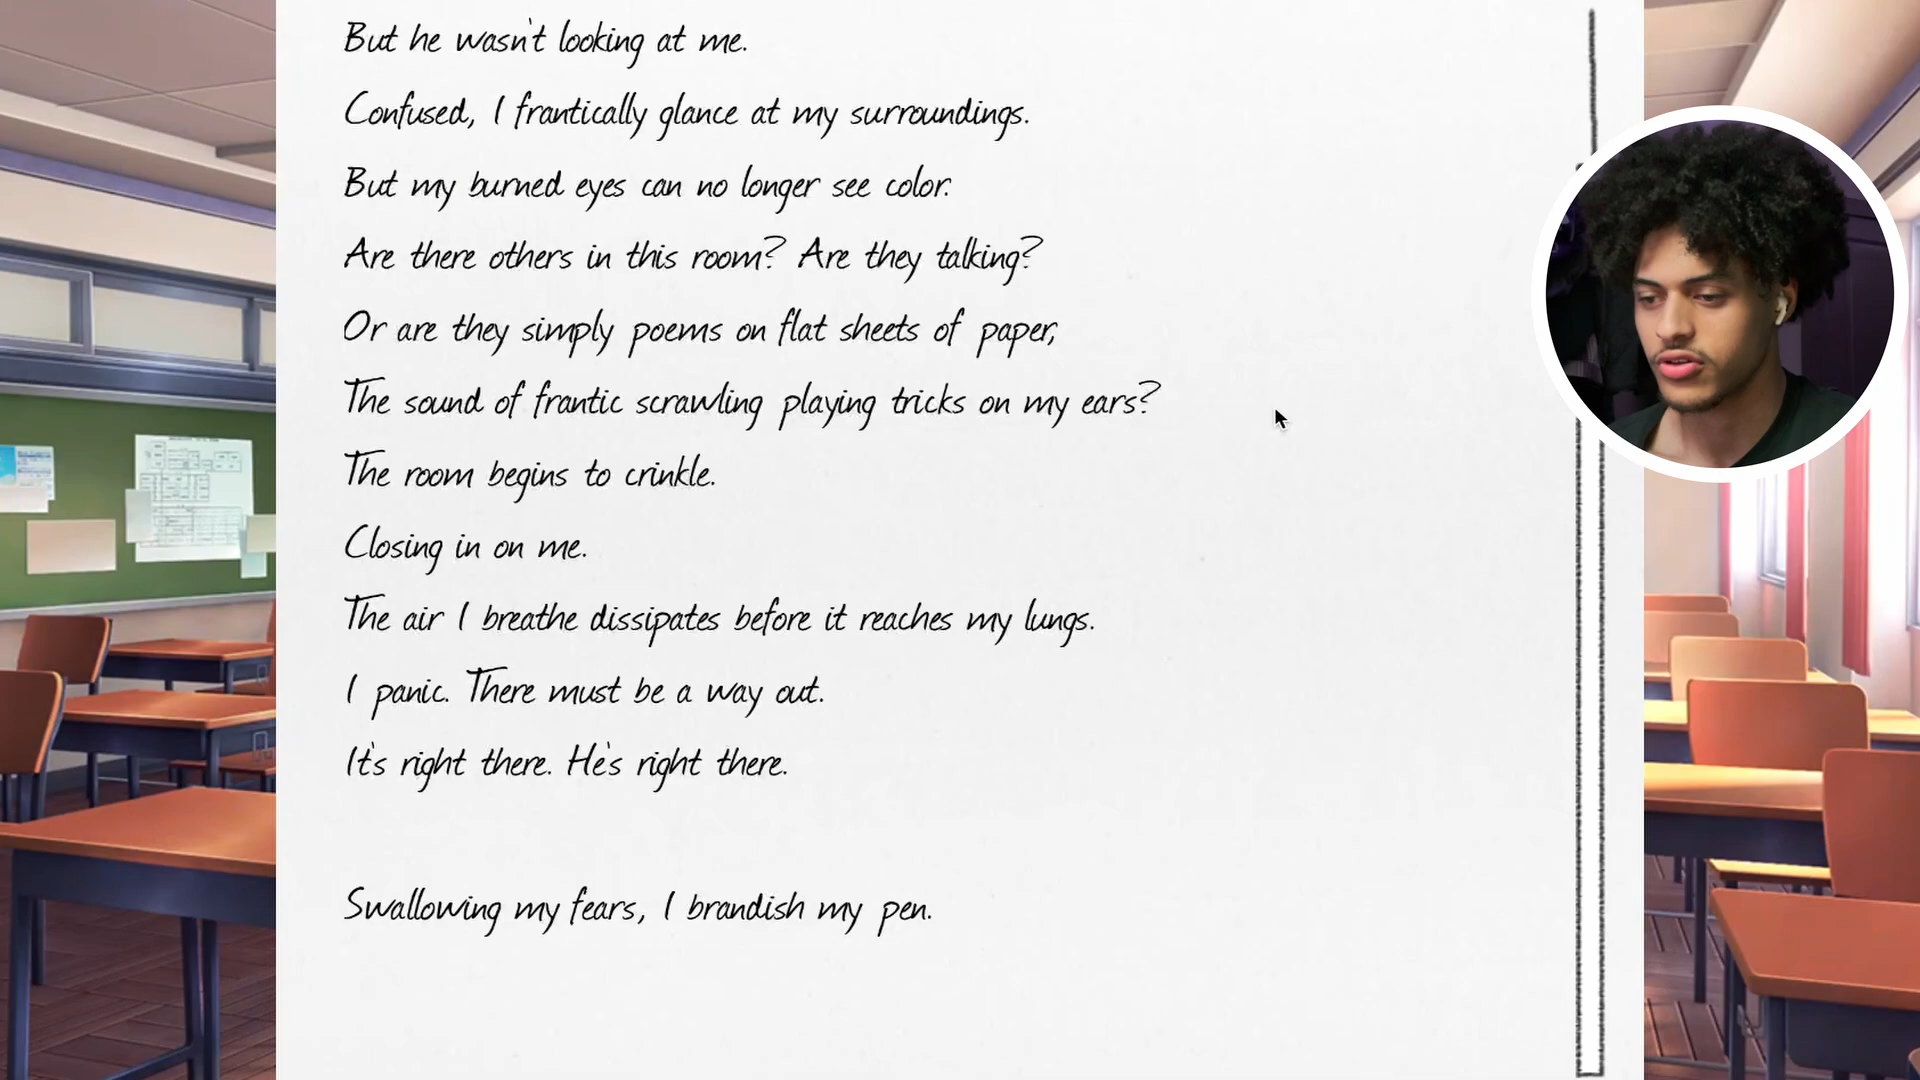 But he wasn't looking at me.
Confused, I frantically glance at my surroundings.
But my burned eyes can no longer see color.
Are there others in this room? Are they talking?
Or are they simply poems on flat sheets of paper,
The sound of frantic scrawling playing tricks on my ears?
The room begins to crinkle.
Closing in on me.
The air I breathe dissipates before it reaches my lungs.
I panic. There must be a way out.
It's right there. He's right there.
Swallowing my fears, I brandish my pen.